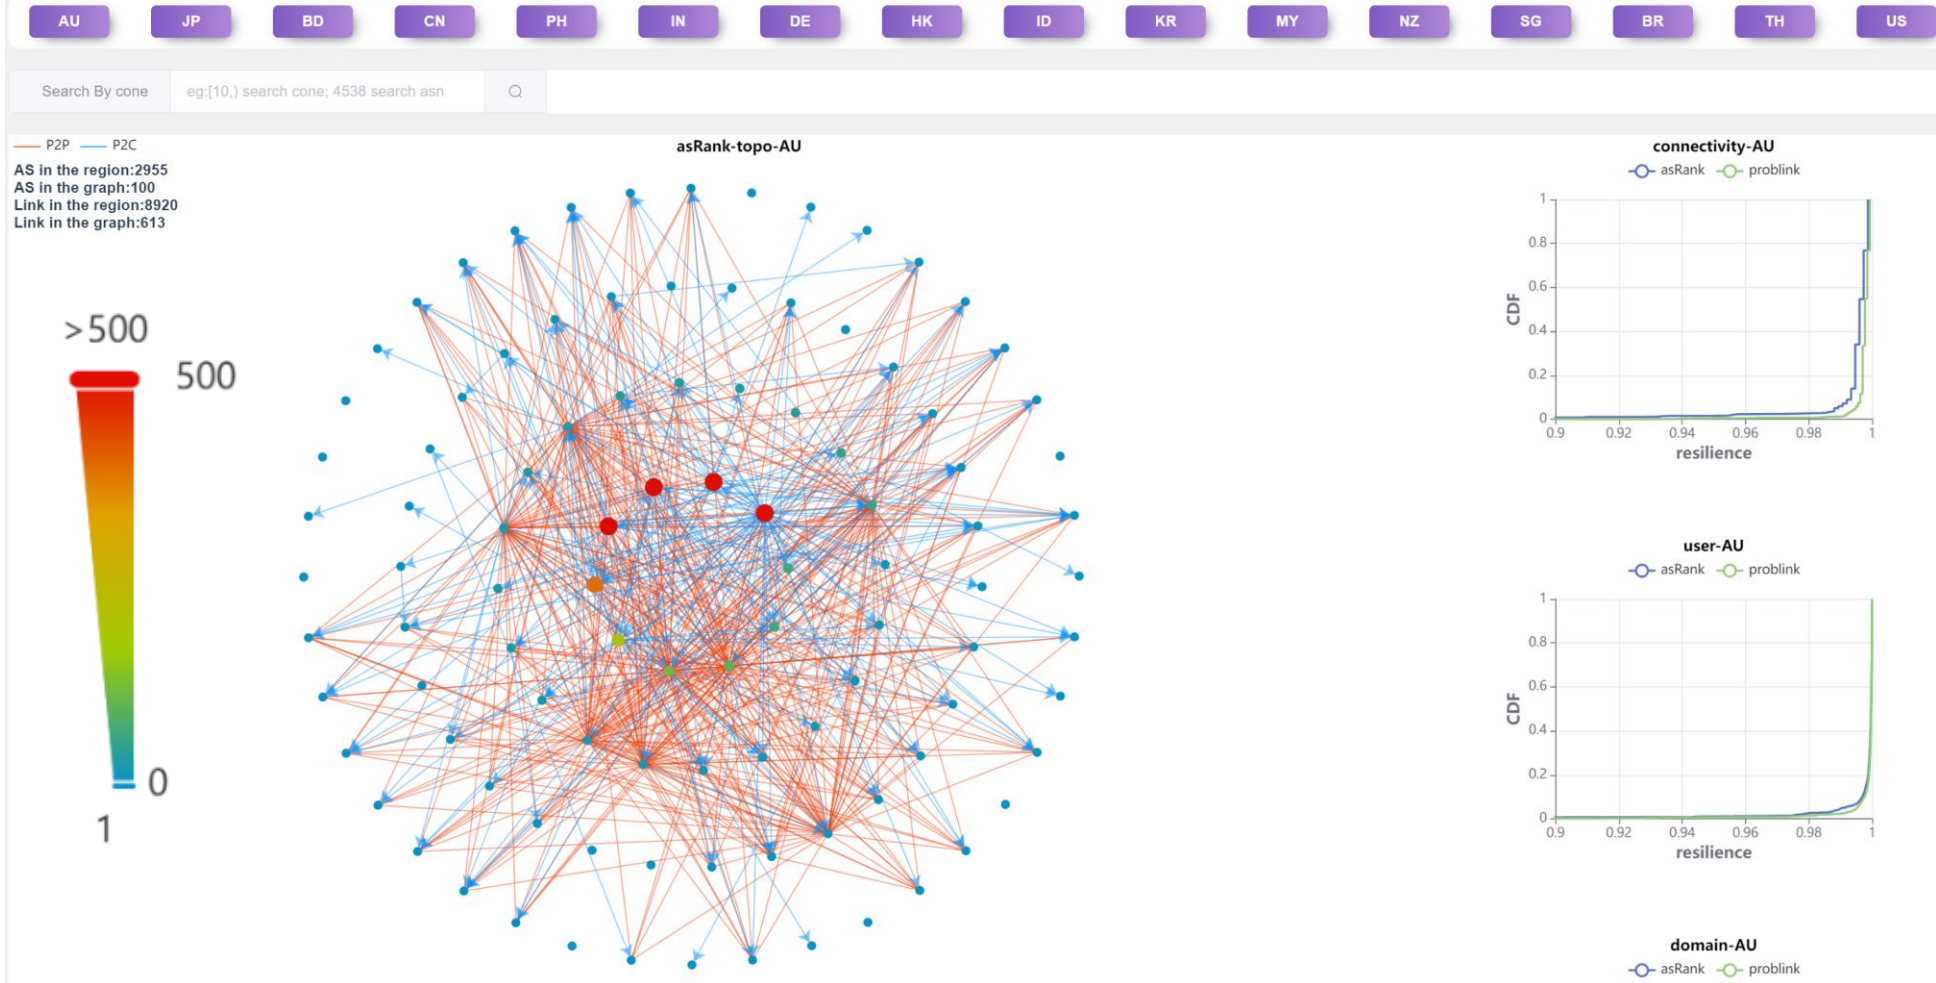 AU JP BD CN PH IN DE HK ID KR MY NZ SG BR TH US
Search By cone eg:[10,) search cone; 4538 search asn
P2P P2C
AS in the region:2955
AS in the graph:100
Link in the region:8920
Link in the graph:613
>500
500
0
1
asRank-topo-AU
connectivity-AU
asRank problink
1
0.8
0.6
0.4
0.2
0
CDF
0.9 0.92 0.94 0.96 0.98 1
resilience
user-AU
asRank problink
1
0.8
0.6
0.4
0.2
0
CDF
0.9 0.92 0.94 0.96 0.98 1
resilience
domain-AU
asRank problink